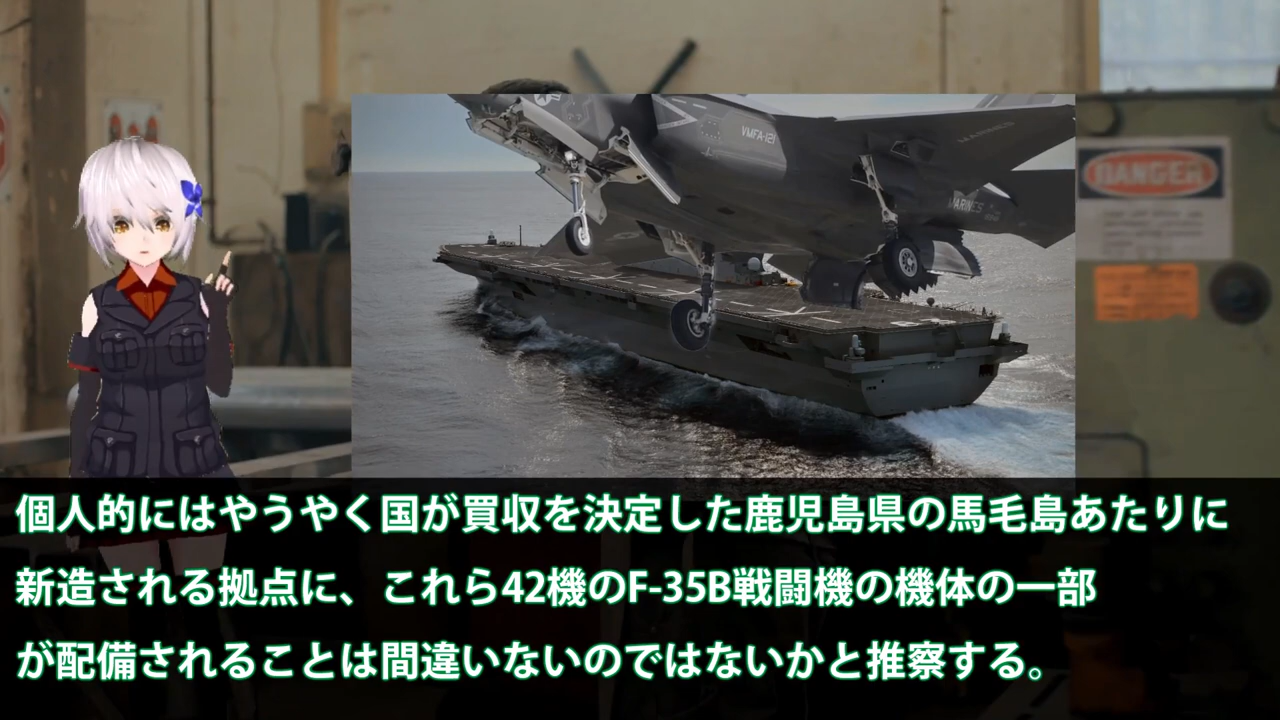 VMFA-121
MARINES
MARINES
DANGER
個人的にはやうやく国が買収を決定した鹿児島県の馬毛島あたりに
新造される拠点に、これら42機のF-35B戦闘機の機体の一部
が配備されることは間違いないのではないかと推察する。